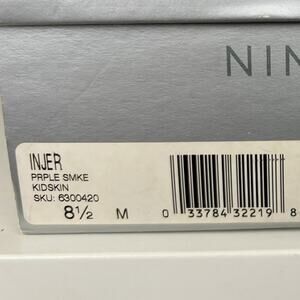 NIN
INJER
PRPLE SMKE
KIDSKIN
SKU: 6300420
8½ M 0 33784 32219 8